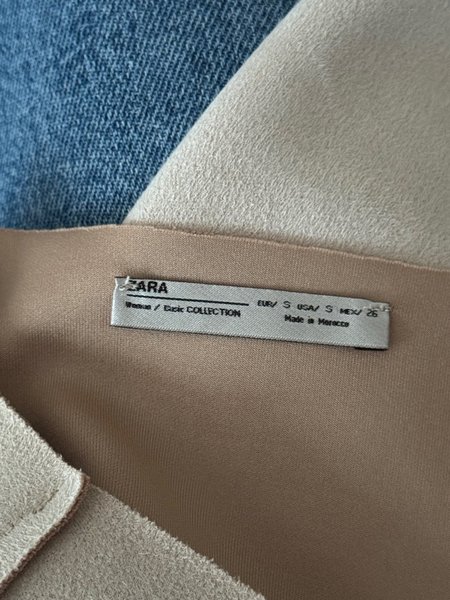 ZARA
Woman / Basic COLLECTION
EUR/ S USA/ S MEX/ 26
Made in Morocco